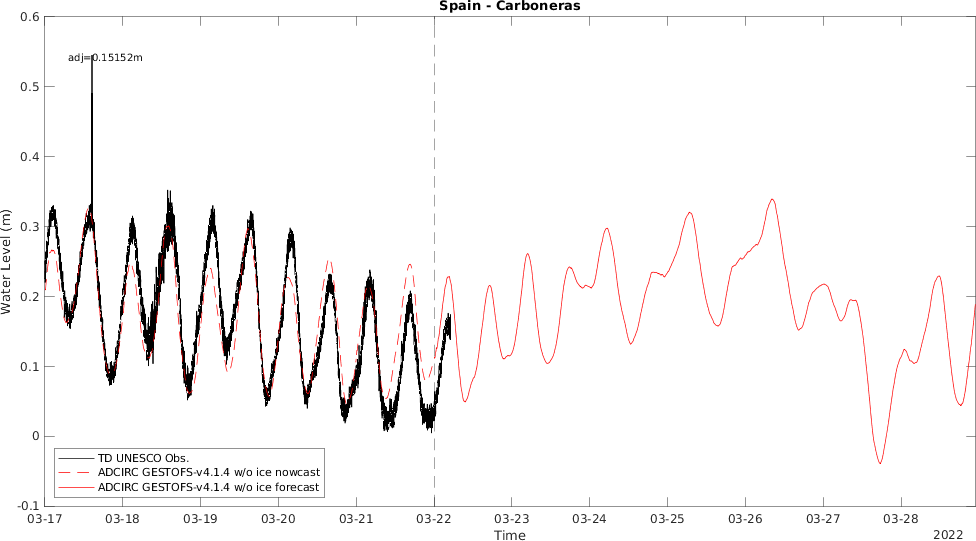 Spain - Carboneras
adj=0.15152m
0.6
0.5
0.4
0.3
0.2
0.1
0
-0.1
Water Level (m)
TD UNESCO Obs.
ADCIRC GESTOFS-v4.1.4 w/o ice nowcast
ADCIRC GESTOFS-v4.1.4 w/o ice forecast
03-17 03-18 03-19 03-20 03-21 03-22 03-23 03-24 03-25 03-26 03-27 03-28
Time
2022